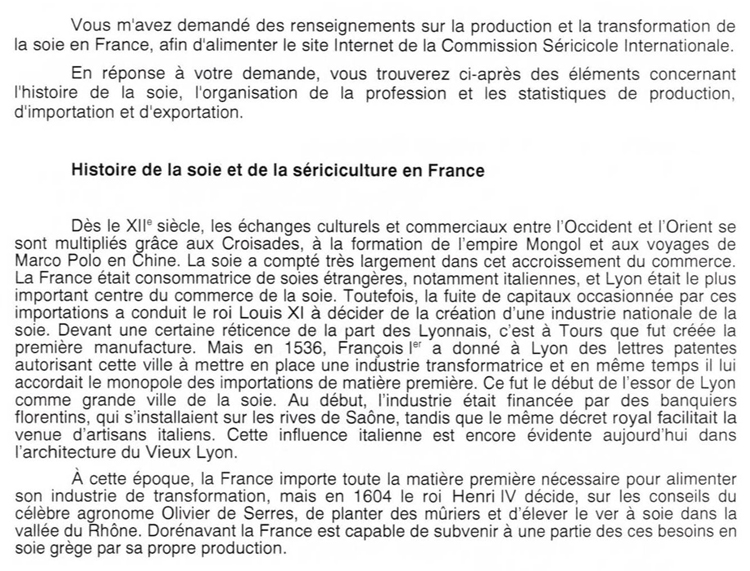 Vous m'avez demandé des renseignements sur la production et la transformation de
la soie en France, afin d'alimenter le site Internet de la Commission Séricicole Internationale.
En réponse à votre demande, vous trouverez ci-après des éléments concernant
l'histoire de la soie, l'organisation de la profession et les statistiques de production,
d'importation et d'exportation.
Histoire de la soie et de la sériciculture en France
Dès le XIIe siècle, les échanges culturels et commerciaux entre l'Occident et l'Orient se
sont multipliés grâce aux Croisades, à la formation de l'empire Mongol et aux voyages de
Marco Polo en Chine. La soie a compté très largement dans cet accroissement du commerce.
La France était consommatrice de soies étrangères, notamment italiennes, et Lyon était le plus
important centre du commerce de la soie. Toutefois, la fuite de capitaux occasionnée par ces
importations a conduit le roi Louis XI à décider de la création d'une industrie nationale de la
soie. Devant une certaine réticence de la part des Lyonnais, c'est à Tours que fut créée la
première manufacture. Mais en 1536, François Ier a donné à Lyon des lettres patentes
autorisant cette ville à mettre en place une industrie transformatrice et en même temps il lui
accordait le monopole des importations de matière première. Ce fut le début de l'essor de Lyon
comme grande ville de la soie. Au début, l'industrie était financée par des banquiers
florentins, qui s'installaient sur les rives de Saône, tandis que le même décret royal facilitait la
venue d'artisans italiens. Cette influence italienne est encore évidente aujourd'hui dans
l'architecture du Vieux Lyon.
À cette époque, la France importe toute la matière première nécessaire pour alimenter
son industrie de transformation, mais en 1604 le roi Henri IV décide, sur les conseils du
célèbre agronome Olivier de Serres, de planter des mûriers et d'élever le ver à soie dans la
vallée du Rhône. Dorénavant la France est capable de subvenir à une partie des ces besoins en
soie grège par sa propre production.